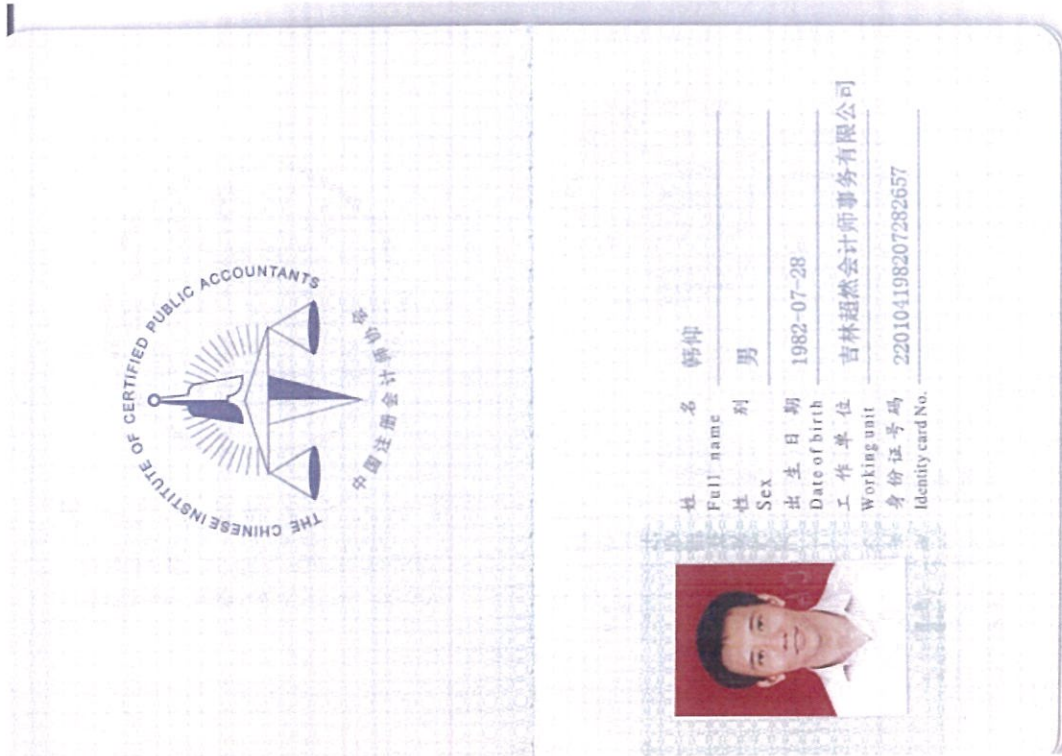 THE CHINESE INSTITUTE OF CERTIFIED PUBLIC ACCOUNTANTS
中国注册会计师协会
姓 名 韩仰
Full name
性 别 男
Sex
出 生 日 期 1982-07-28
Date of birth
工 作 单 位 吉林超然会计师事务有限公司
Working unit
身 份 证 号 码 220104198207282657
Identity card No.